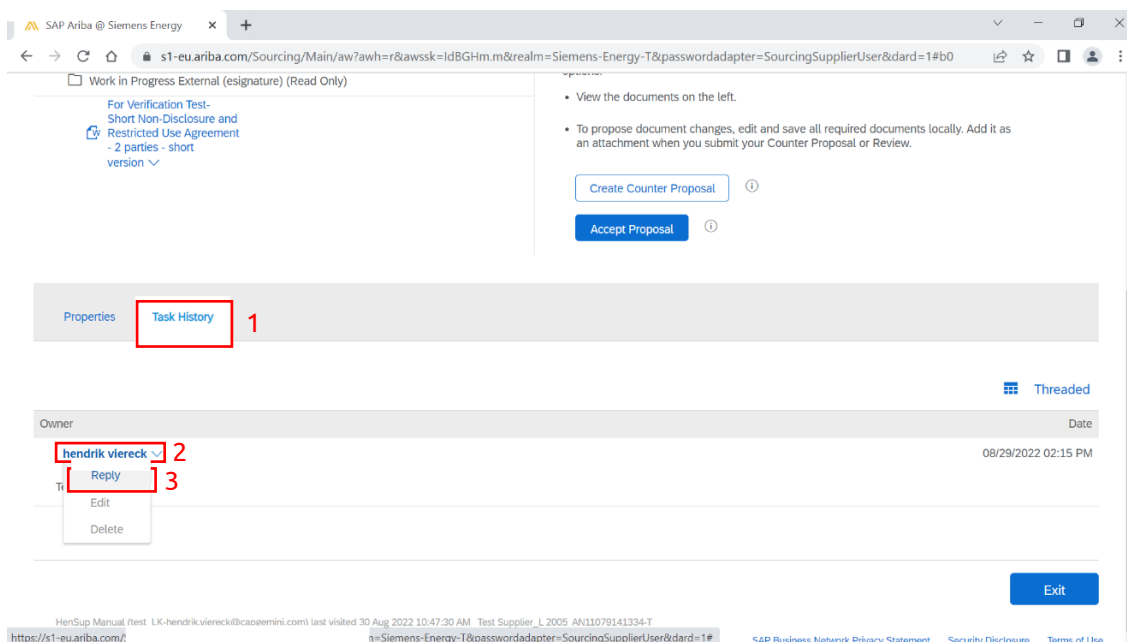 SAP Ariba @ Siemens Energy
s1-eu.ariba.com/Sourcing/Main/aw?awh=r&awssk=IdBGHm.m&realm=Siemens-Energy-T&passwordadapter=SourcingSupplierUser&dard=1#b0
Work in Progress External (esignature) (Read Only)
For Verification Test-
Short Non-Disclosure and
Restricted Use Agreement
- 2 parties - short
version
options:
• View the documents on the left.
• To propose document changes, edit and save all required documents locally. Add it as
an attachment when you submit your Counter Proposal or Review.
Create Counter Proposal
Accept Proposal
Properties Task History 1
Threaded
Owner Date
hendrik viereck 2 08/29/2022 02:15 PM
Reply 3
Edit
Delete
Exit
HenSup Manual (test_LK-hendrik.viereck@capgemini.com) last visited 30 Aug 2022 10:47:30 AM Test Supplier_L 2005 AN11079141334-T
https://s1-eu.ariba.com/ n=Siemens-Energy-T&passwordadapter=SourcingSupplierUser&dard=1# SAP Business Network Privacy Statement Security Disclosure Terms of Use